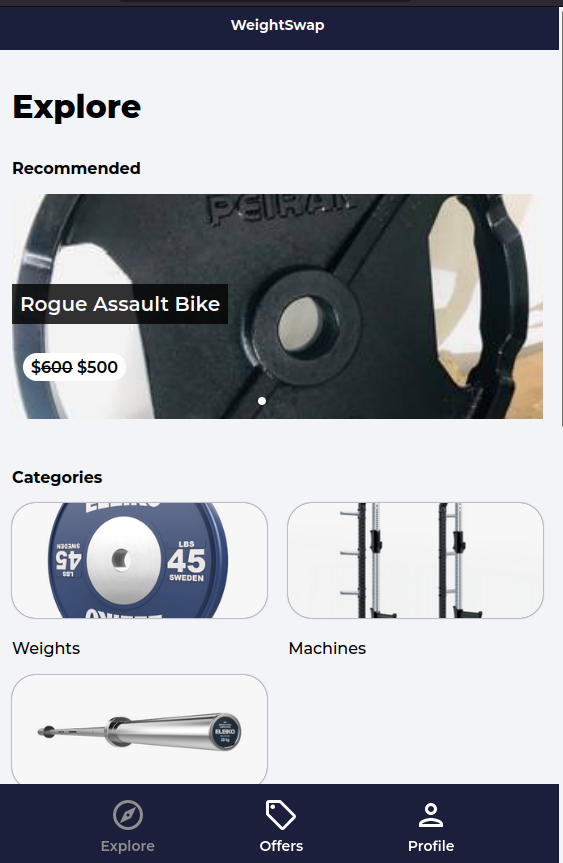 WeightSwap
Explore
Recommended
PEIRAN
Rogue Assault Bike
$600 $500
Categories
ELEIKO
LBS
45
SWEDEN
45
LBS
SWEDEN
ELEIKO
Weights
Machines
ELEIKO
Explore
Offers
Profile